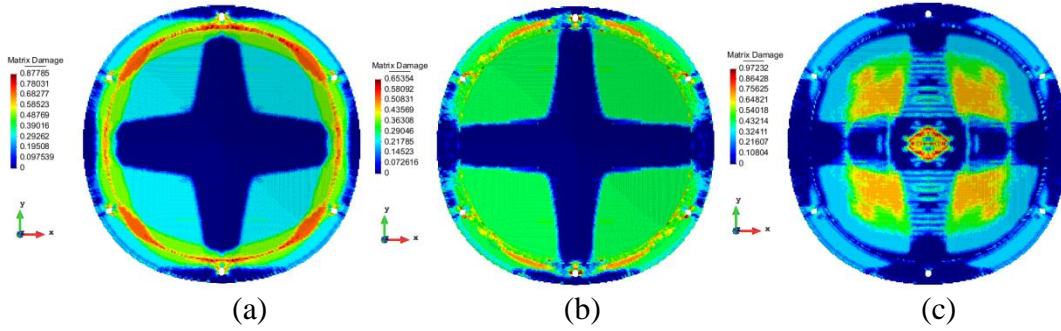 Matrix Damage
0.87785
0.78031
0.68277
0.58523
0.48769
0.39016
0.29262
0.19508
0.097539
0
y
x
(a)
Matrix Damage
0.65354
0.58092
0.50831
0.43569
0.36308
0.29046
0.21785
0.14523
0.072616
0
y
x
(b)
Matrix Damage
0.97232
0.86428
0.75625
0.64821
0.54018
0.43214
0.32411
0.21607
0.10804
0
y
x
(c)